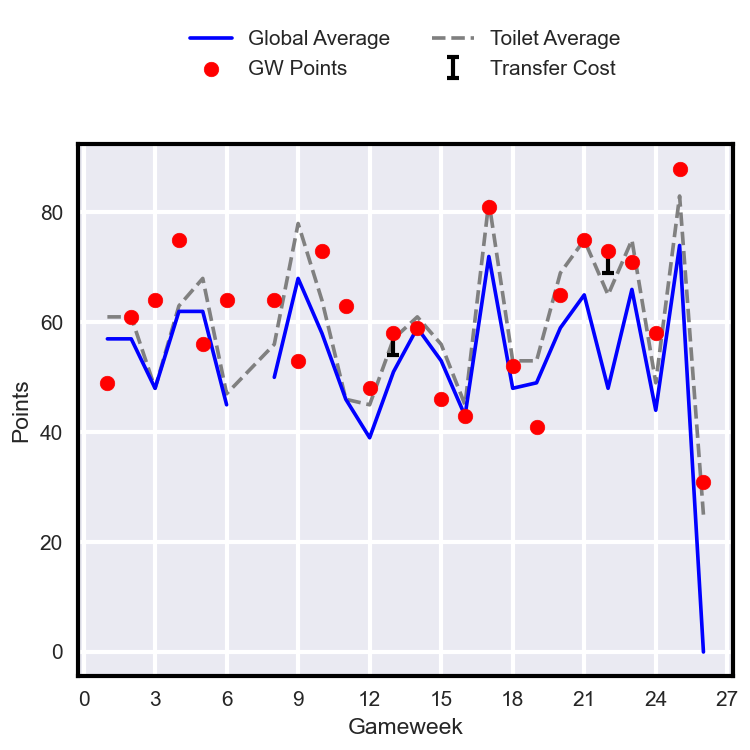 Global Average Toilet Average
GW Points Transfer Cost
80
60
40
20
0
Points
0 3 6 9 12 15 18 21 24 27
Gameweek